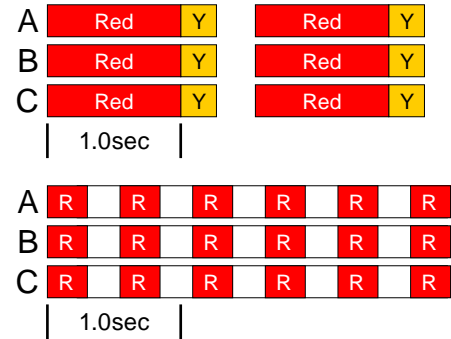 A Red Y Red Y
B Red Y Red Y
C Red Y Red Y
1.0sec
A R R R R R R
B R R R R R R
C R R R R R R
1.0sec